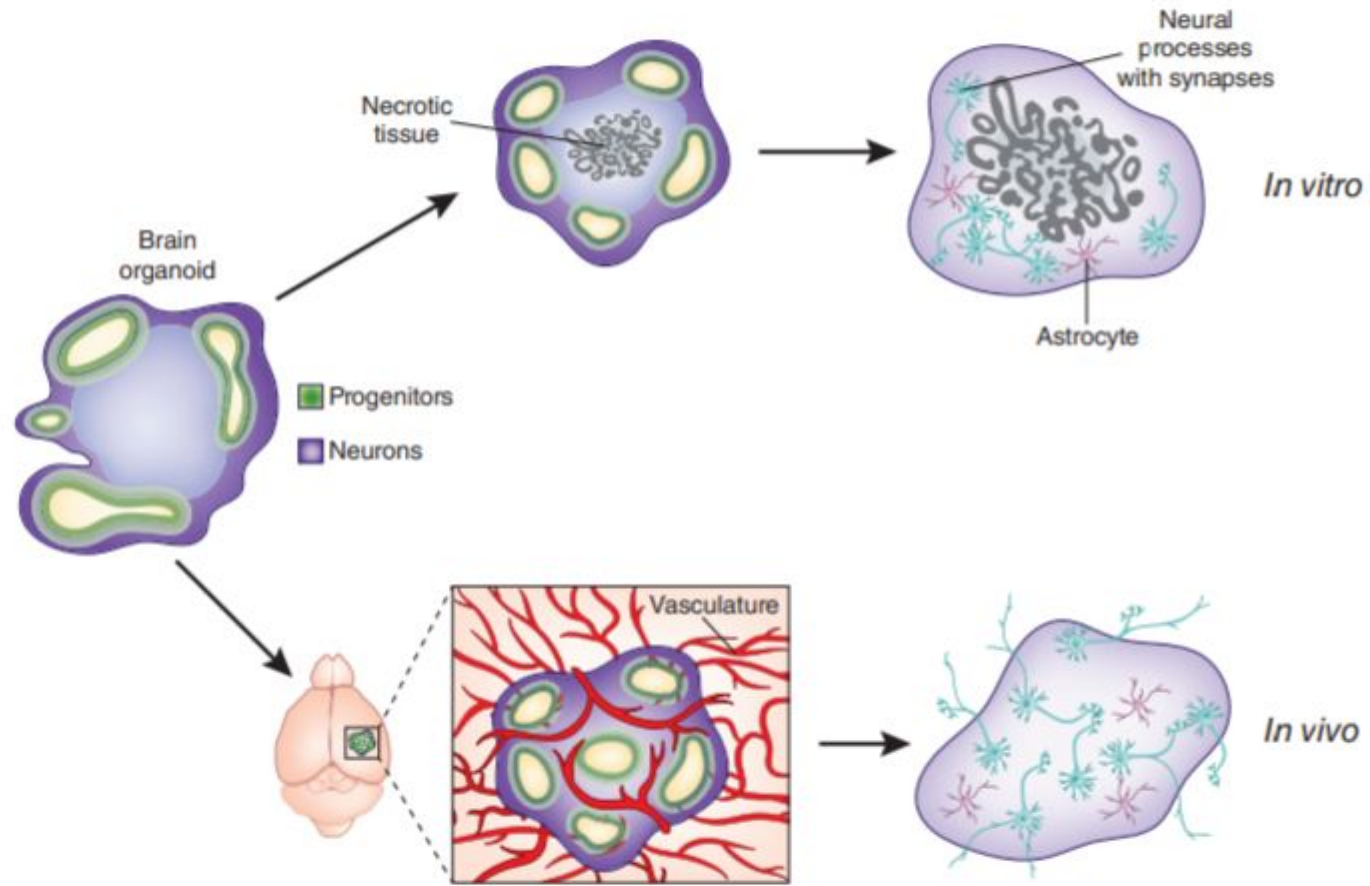 Neural
processes
with synapses
Necrotic
tissue
In vitro
Brain
organoid
Astrocyte
Progenitors
Neurons
Vasculature
In vivo